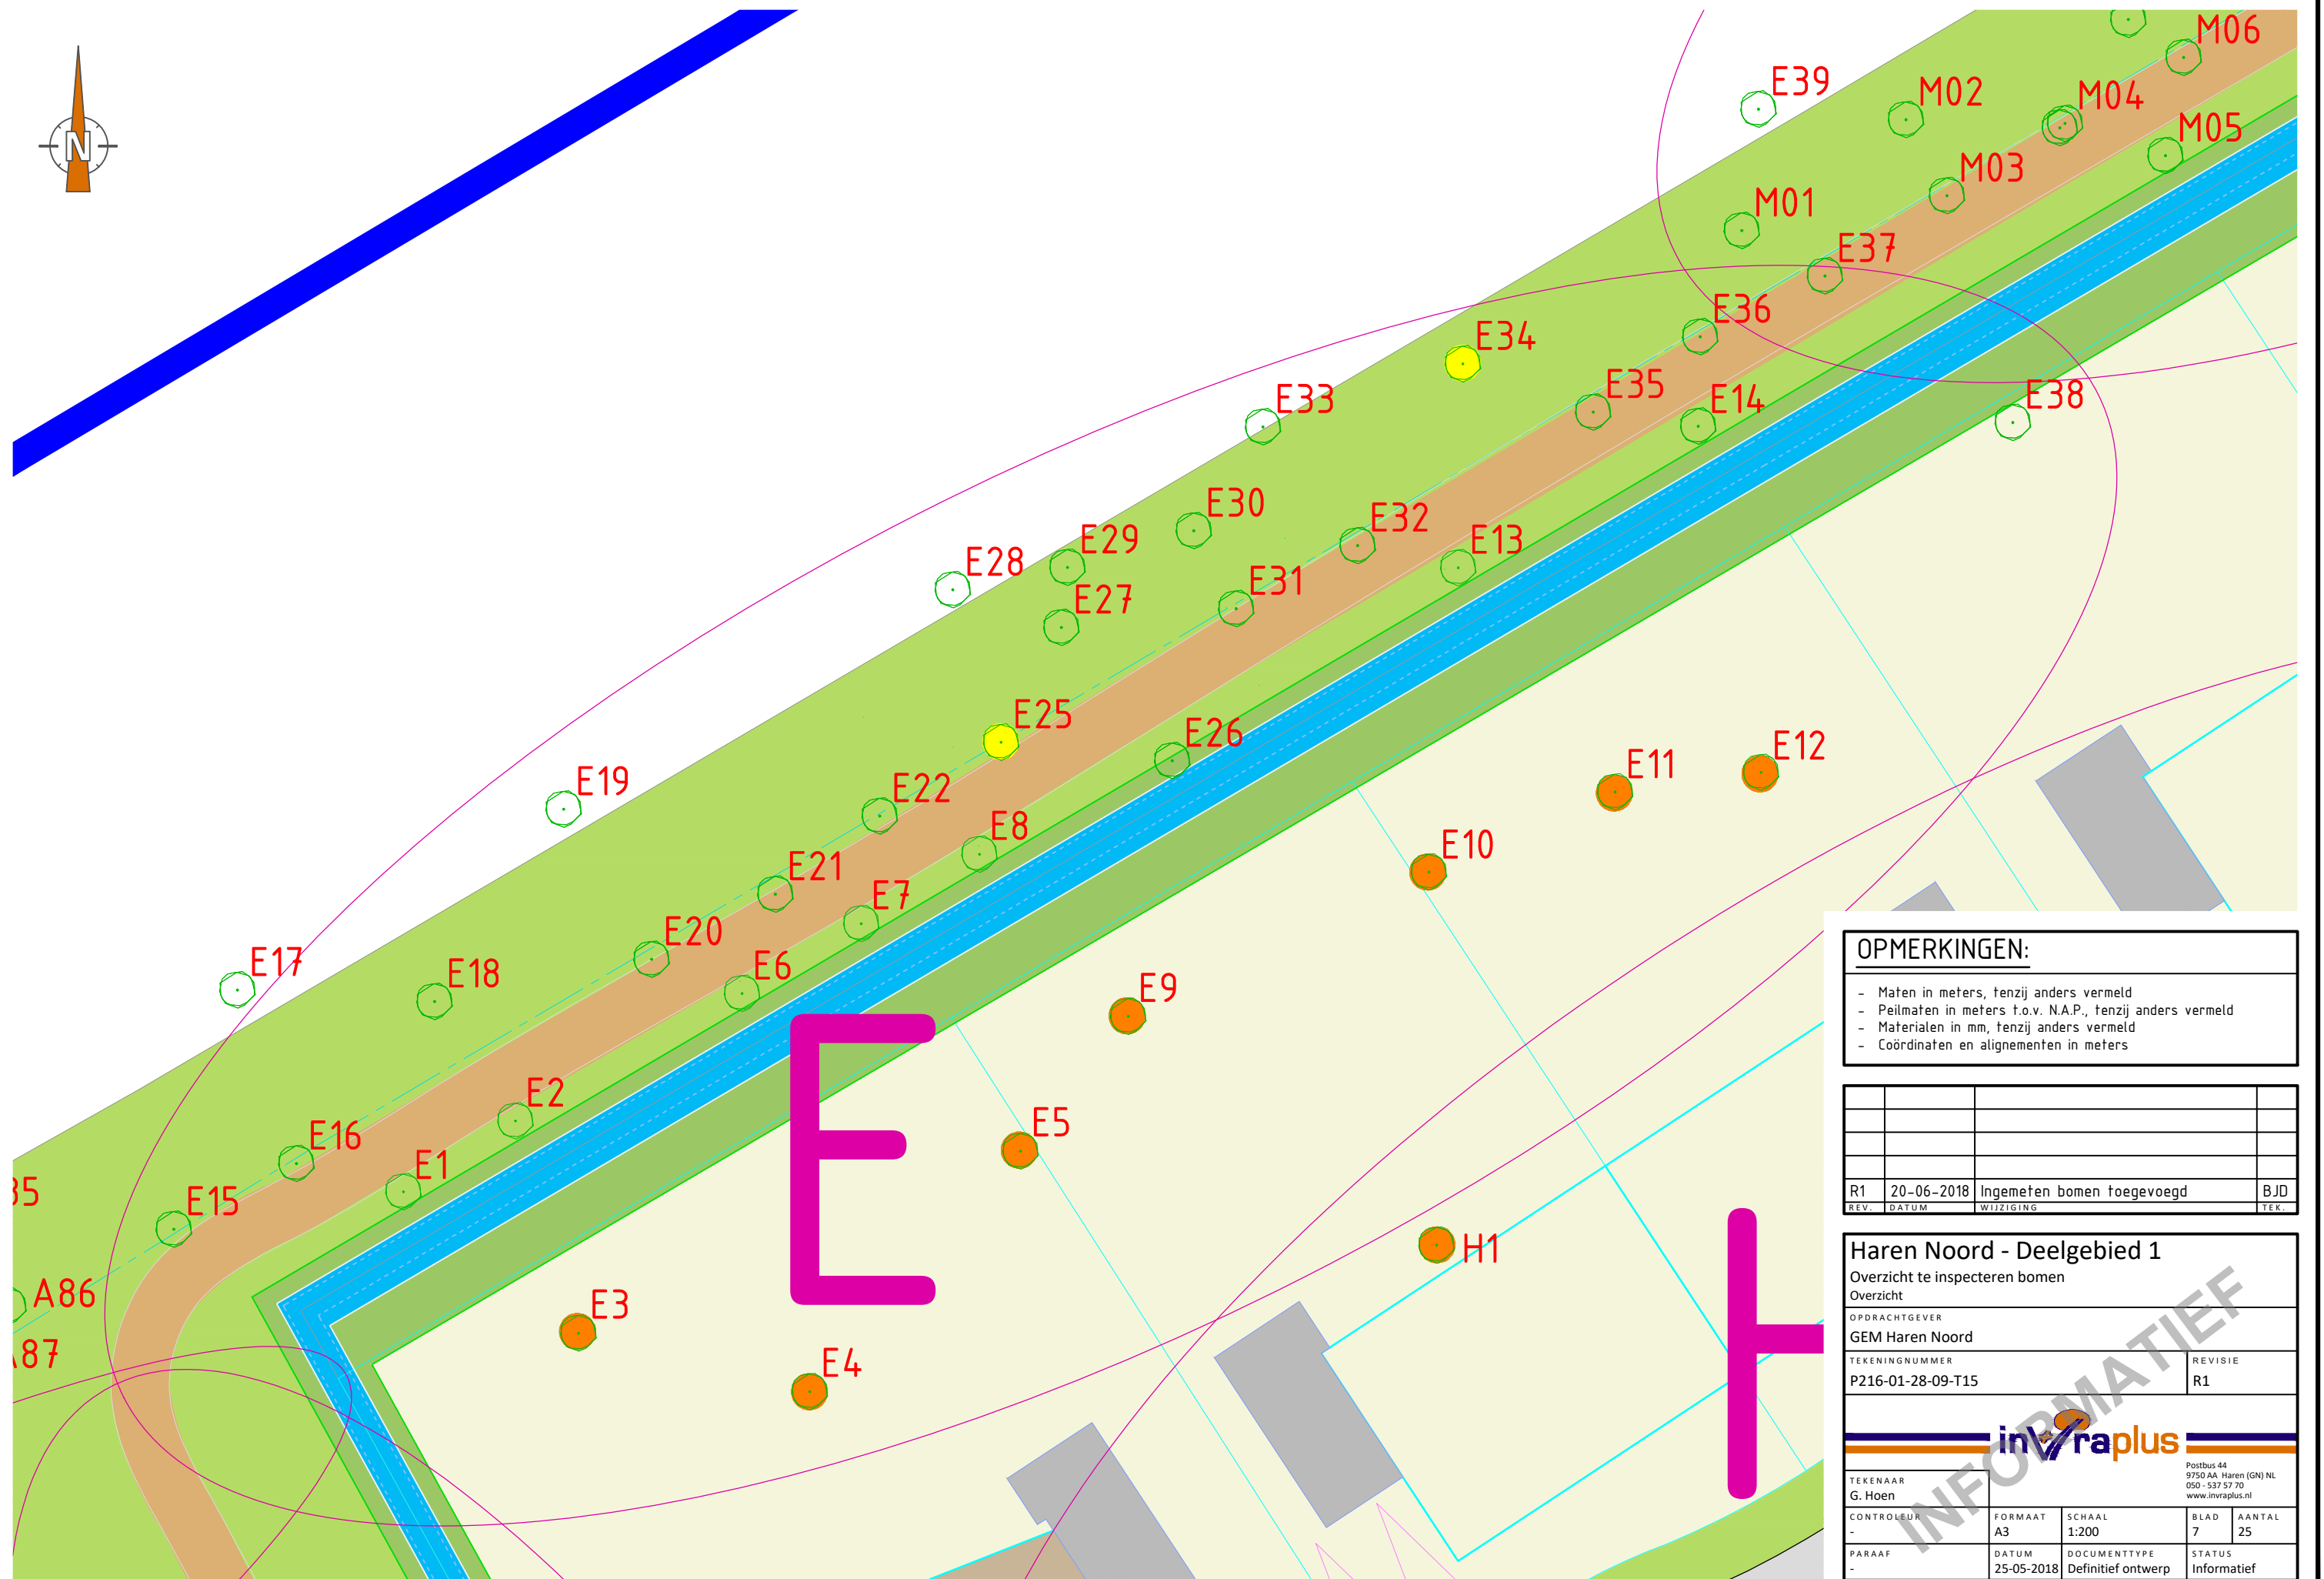 N
M06
E39
M02
M04
M05
M03
M01
E37
E36
E34
E35
E14
E38
E33
E30
E32
E29
E13
E28
E31
E27
E25
E26
E12
E11
E19
E22
E8
E10
E21
E7
E20
E17
E18
E6
E9
E
E2
E5
E16
E1
E15
35
H1
H
A86
E3
A87
E4
OPMERKINGEN:
- Maten in meters, tenzij anders vermeld
- Peilmaten in meters t.o.v. N.A.P., tenzij anders vermeld
- Materialen in mm, tenzij anders vermeld
- Coördinaten en alignementen in meters
R1 20-06-2018 Ingemeten bomen toegevoegd BJD
REV. DATUM WIJZIGING TEK.
Haren Noord - Deelgebied 1
Overzicht te inspecteren bomen
Overzicht
OPDRACHTGEVER
GEM Haren Noord
TEKENINGNUMMER REVISIE
P216-01-28-09-T15 R1
invraplus
Postbus 44
9750 AA Haren (GN) NL
050 - 537 57 70
www.invraplus.nl
TEKENAAR
G. Hoen
CONTROLEUR FORMAAT SCHAAL BLAD AANTAL
- A3 1:200 7 25
PARAAF DATUM DOCUMENTTYPE STATUS
- 25-05-2018 Definitief ontwerp Informatief
INFORMATIEF